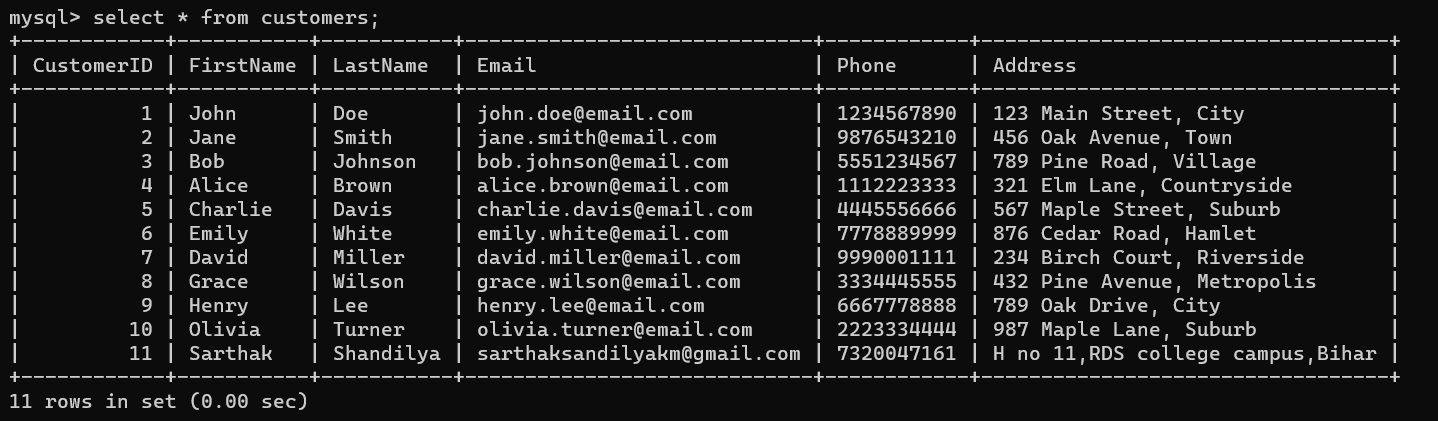 mysql> select * from customers;
+------------+-----------+----------+-----------------------------+------------+----------------------------------+
| CustomerID | FirstName | LastName  | Email                       | Phone      | Address                          |
+------------+-----------+-----------+-----------------------------+------------+----------------------------------+
|          1 | John      | Doe       | john.doe@email.com          | 1234567890 | 123 Main Street, City            |
|          2 | Jane      | Smith     | jane.smith@email.com        | 9876543210 | 456 Oak Avenue, Town             |
|          3 | Bob       | Johnson   | bob.johnson@email.com       | 5551234567 | 789 Pine Road, Village           |
|          4 | Alice     | Brown     | alice.brown@email.com       | 1112223333 | 321 Elm Lane, Countryside        |
|          5 | Charlie   | Davis     | charlie.davis@email.com     | 4445556666 | 567 Maple Street, Suburb         |
|          6 | Emily     | White     | emily.white@email.com       | 7778889999 | 876 Cedar Road, Hamlet           |
|          7 | David     | Miller    | david.miller@email.com      | 9990001111 | 234 Birch Court, Riverside       |
|          8 | Grace     | Wilson    | grace.wilson@email.com      | 3334445555 | 432 Pine Avenue, Metropolis      |
|          9 | Henry     | Lee       | henry.lee@email.com         | 6667778888 | 789 Oak Drive, City              |
|         10 | Olivia    | Turner    | olivia.turner@email.com     | 2223334444 | 987 Maple Lane, Suburb           |
|         11 | Sarthak   | Shandilya | sarthaksandilyakm@gmail.com | 7320047161 | H no 11,RDS college campus,Bihar |
+------------+-----------+-----------+-----------------------------+------------+----------------------------------+
11 rows in set (0.00 sec)